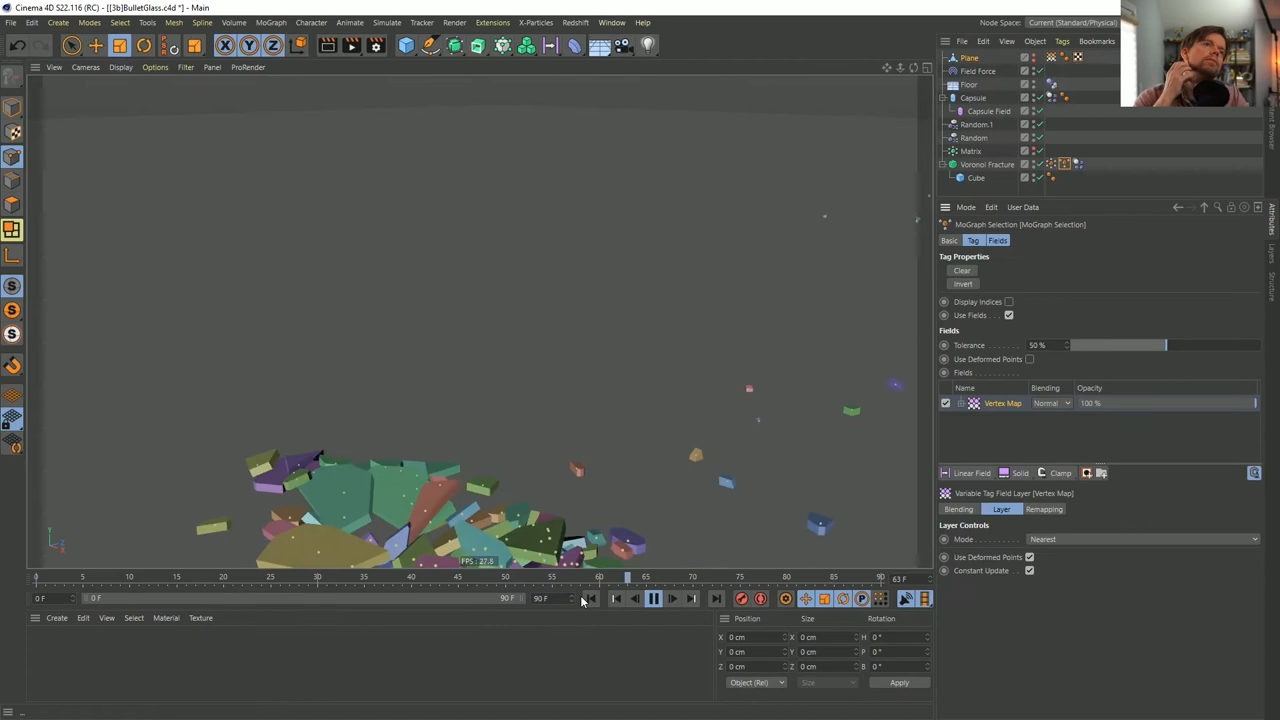 Cinema 4D S22.116 (RC) - [[3b]BulletGlass.c4d *] - Main
File Edit Create Modes Select Tools Mesh Spline Volume MoGraph Character Animate Simulate Tracker Render Extensions X-Particles Redshift Window Help
Node Space: Current (Standard/Physical)
X Y Z
File Edit View Object Tags Bookmarks
View Cameras Display Options Filter Panel ProRender
Plane
Field Force
Floor
Capsule
Capsule Field
Random.1
Random
Matrix
Voronoi Fracture
Cube
Content Browser
Attributes
Layers
Structure
Mode Edit User Data
MoGraph Selection [MoGraph Selection]
Basic Tag Fields
Tag Properties
Clear
Invert
Display Indices
Use Fields
Fields
Tolerance 50 %
Use Deformed Points
Fields
Name Blending Opacity
Vertex Map Normal 100 %
Linear Field Solid Clamp
Variable Tag Field Layer [Vertex Map]
Blending Layer Remapping
Layer Controls
Mode Nearest
Use Deformed Points
Constant Update
FPS : 27.6
0 5 10 15 20 25 30 35 40 45 50 55 60 65 70 75 80 85 90 63 F
0 F 0 F 90 F 90 F
Create Edit View Select Material Texture
Position Size Rotation
X 0 cm X 0 cm H 0 °
Y 0 cm Y 0 cm P 0 °
Z 0 cm Z 0 cm B 0 °
Object (Rel) Size Apply